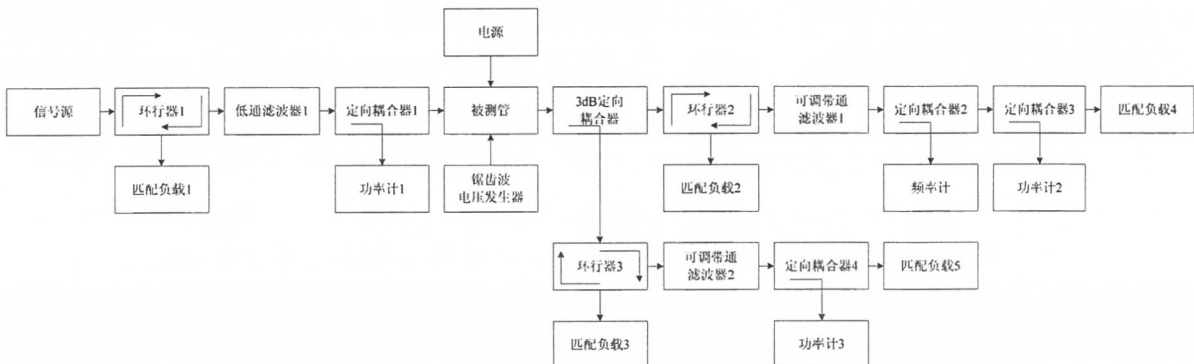 电源
信号源
环行器1
低通滤波器1
定向耦合器1
被测管
3dB定向
耦合器
环行器2
可调带通
滤波器1
定向耦合器2
定向耦合器3
匹配负载4
匹配负载1
功率计1
锯齿波
电压发生器
匹配负载2
频率计
功率计2
环行器3
可调带通
滤波器2
定向耦合器4
匹配负载5
匹配负载3
功率计3